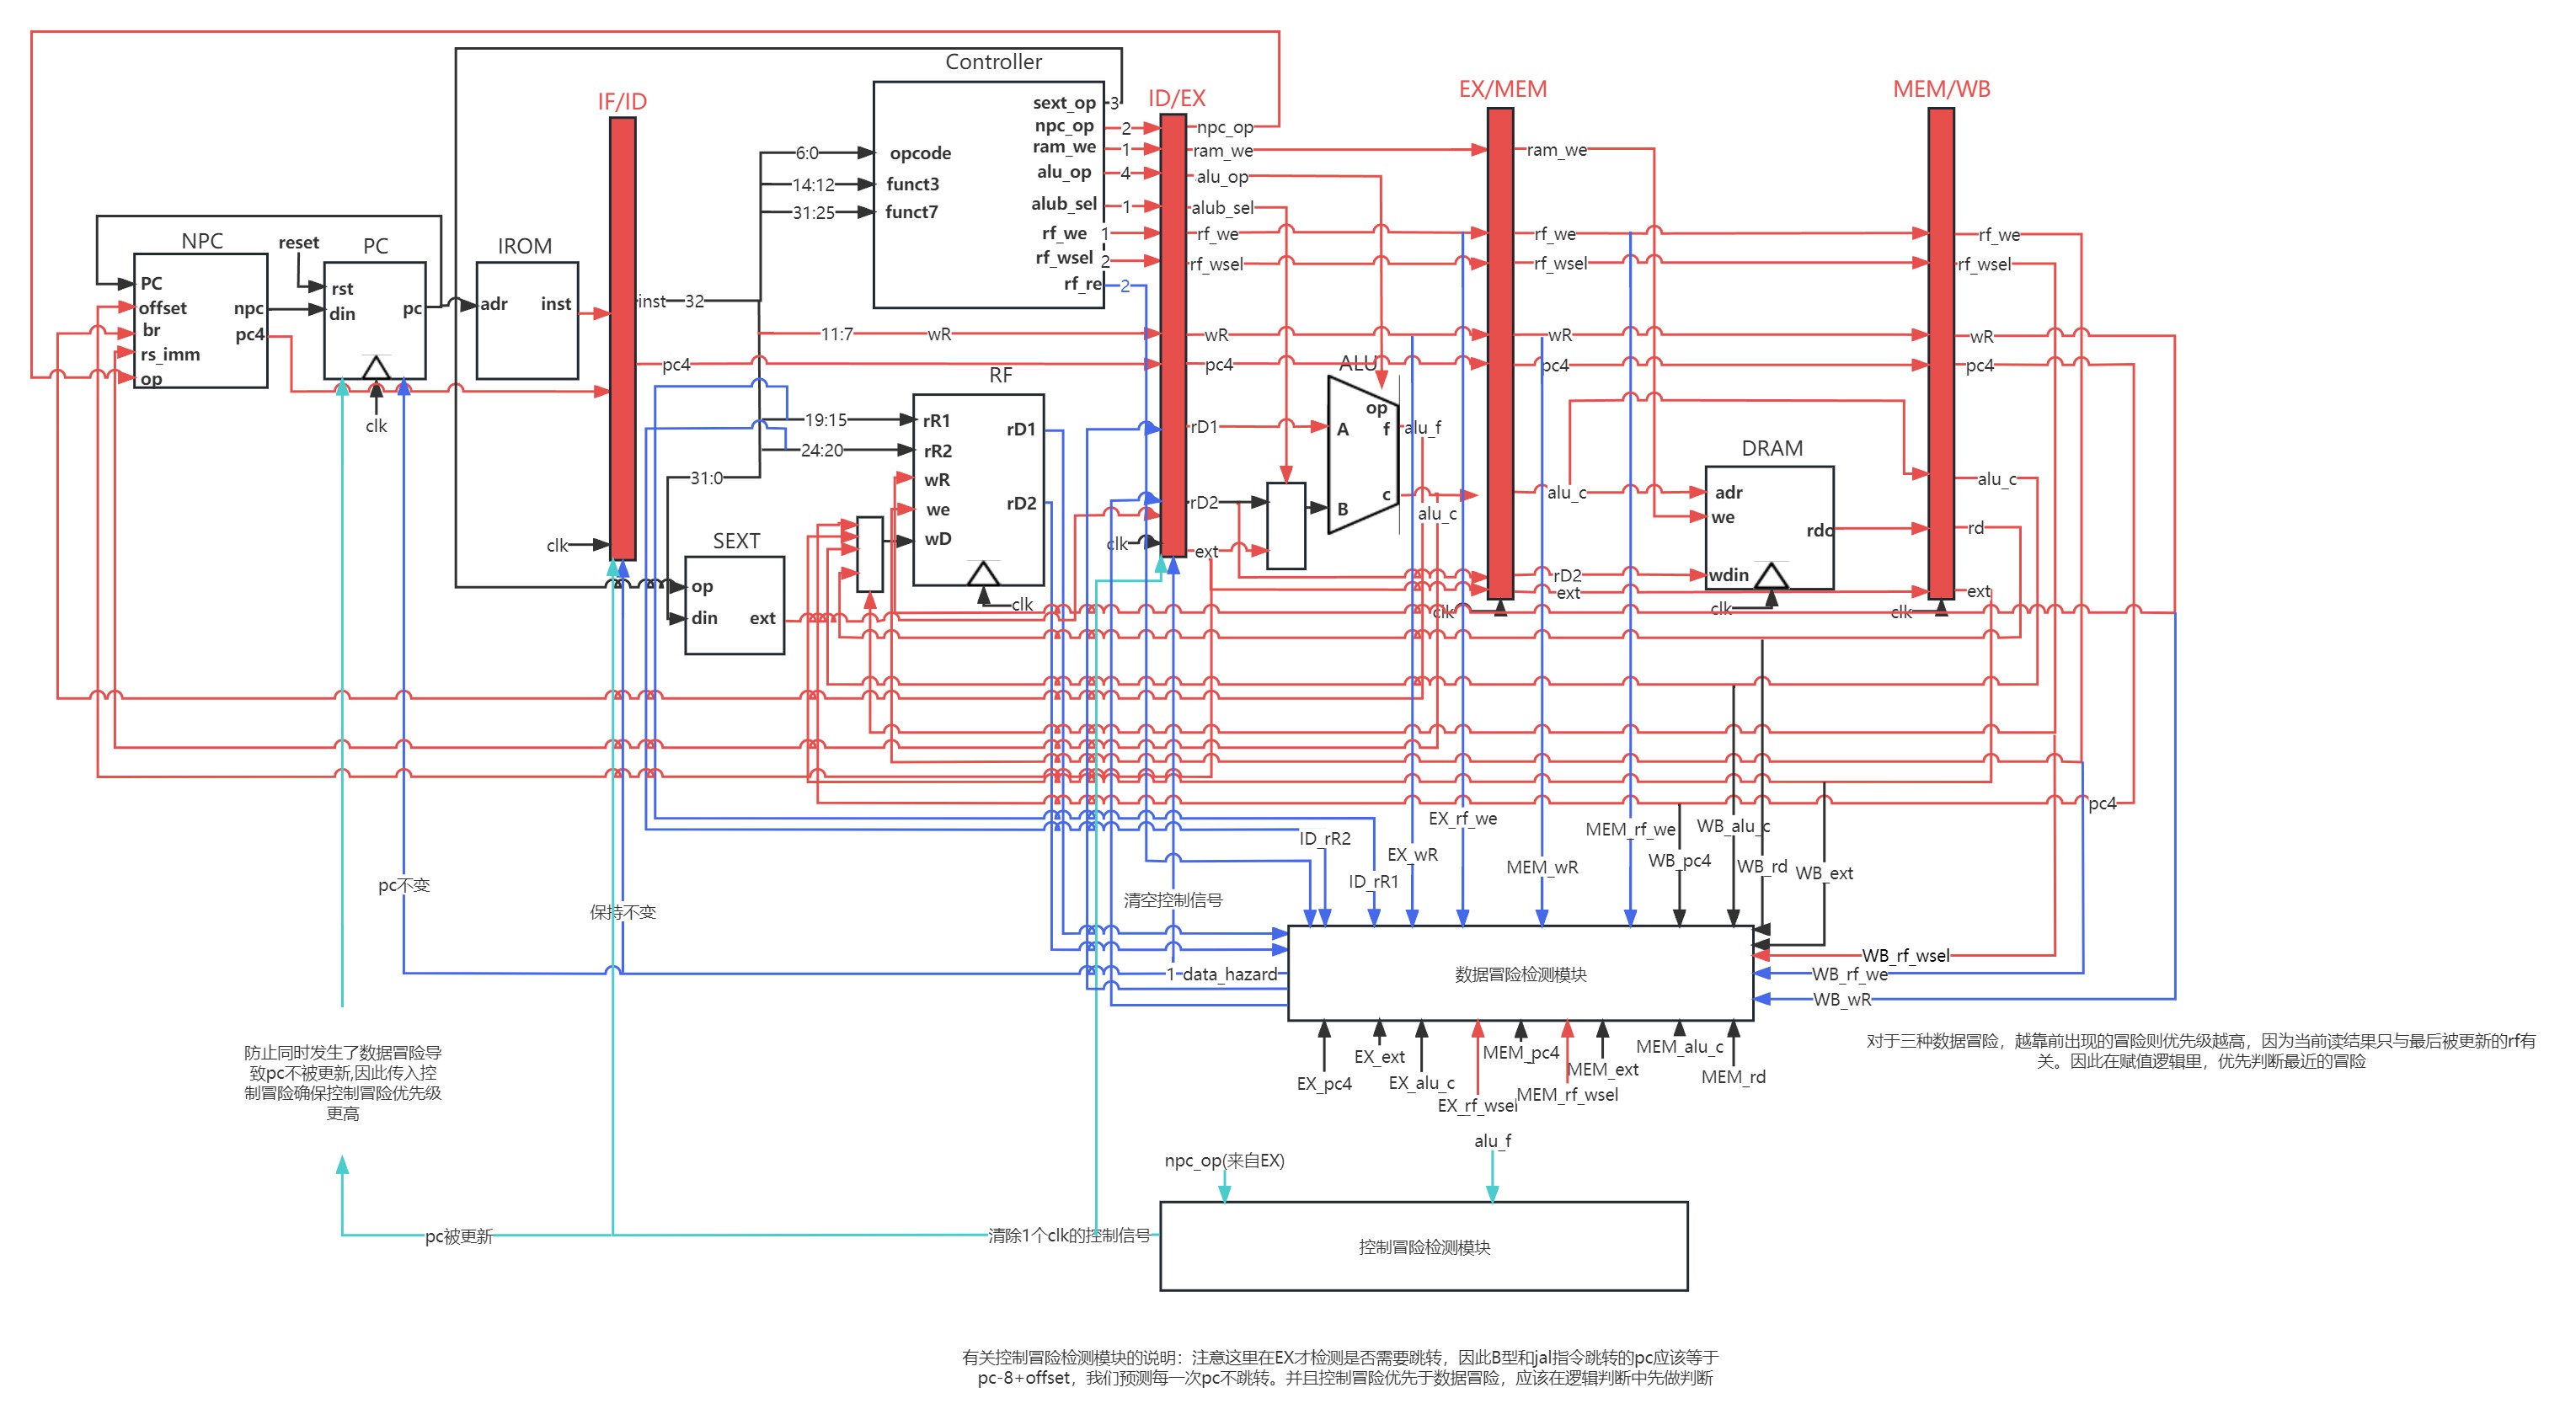 Controller
IF/ID
ID/EX
EX/MEM
MEM/WB
sext_op
3
npc_op
2
ram_we
1
alu_op
4
alub_sel
1
rf_we
1
rf_wsel
2
rf_re
2
opcode
funct3
funct7
6:0
14:12
31:25
npc_op
ram_we
alu_op
alub_sel
rf_we
rf_wsel
wR
pc4
rD1
rD2
ext
clk
ram_we
rf_we
rf_wsel
wR
pc4
alu_c
rD2
ext
clk
rf_we
rf_wsel
wR
pc4
alu_c
rd
ext
clk
pc4
NPC
PC
offset
br
rs_imm
op
npc
pc4
reset
PC
rst
din
pc
clk
IROM
adr
inst
inst
32
pc4
clk
11:7
wR
19:15
24:20
31:0
RF
rR1
rR2
wR
we
wD
rD1
rD2
clk
SEXT
op
din
ext
ALU
op
A
f
c
B
alu_f
alu_c
DRAM
adr
we
rdo
wdin
clk
ID_rR2
ID_rR1
EX_wR
EX_rf_we
MEM_wR
MEM_rf_we
WB_pc4
WB_alu_c
WB_rd
WB_ext
WB_rf_wsel
WB_rf_we
WB_wR
pc不变
保持不变
清空控制信号
1
data_hazard
数据冒险检测模块
EX_pc4
EX_ext
EX_alu_c
EX_rf_wsel
MEM_pc4
MEM_rf_wsel
MEM_ext
MEM_alu_c
MEM_rd
对于三种数据冒险，越靠前出现的冒险则优先级越高，因为当前读结果只与最后被更新的rf有
关。因此在赋值逻辑里，优先判断最近的冒险
防止同时发生了数据冒险导
致pc不被更新,因此传入控
制冒险确保控制冒险优先级
更高
pc被更新
清除1个clk的控制信号
npc_op(来自EX)
alu_f
控制冒险检测模块
有关控制冒险检测模块的说明：注意这里在EX才检测是否需要跳转，因此B型和jal指令跳转的pc应该等于
pc-8+offset，我们预测每一次pc不跳转。并且控制冒险优先于数据冒险，应该在逻辑判断中先做判断